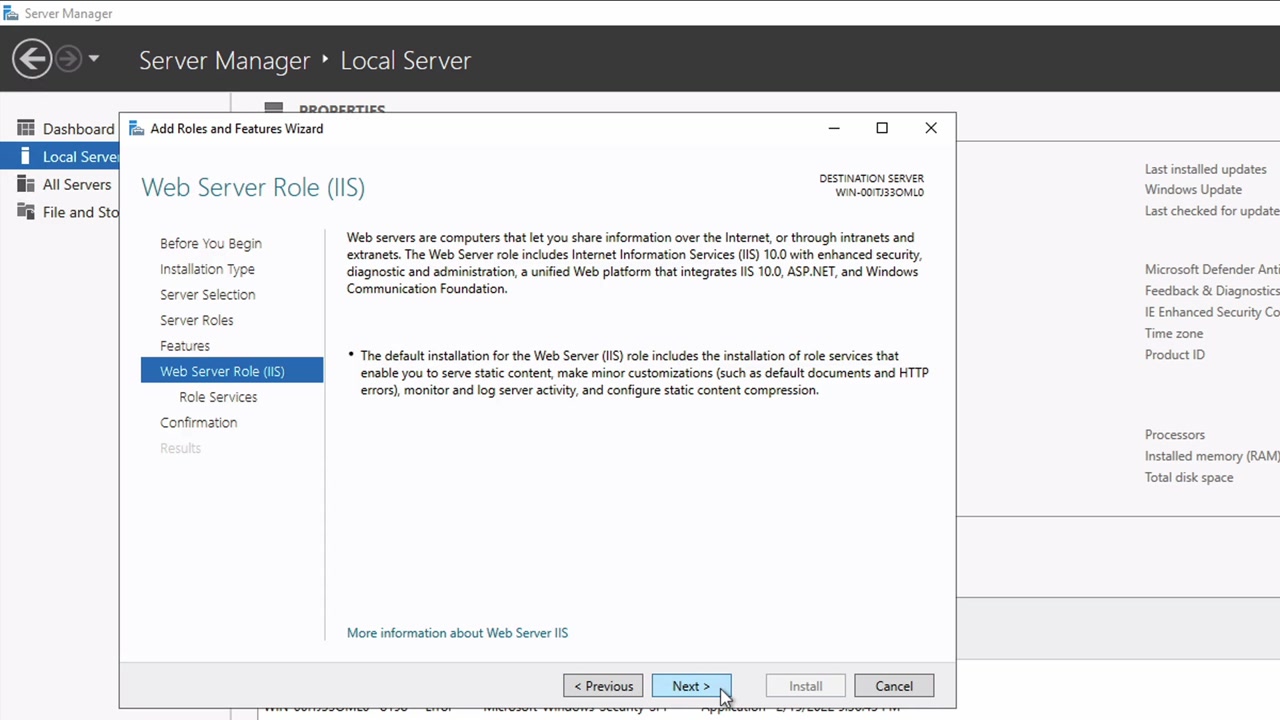 Server Manager
Server Manager ‣ Local Server
PROPERTIES
Dashboard
Local Server
All Servers
File and Sto
Add Roles and Features Wizard
Web Server Role (IIS)
DESTINATION SERVER
WIN-00ITJ33OML0
Before You Begin
Installation Type
Server Selection
Server Roles
Features
Web Server Role (IIS)
Role Services
Confirmation
Results
Web servers are computers that let you share information over the Internet, or through intranets and
extranets. The Web Server role includes Internet Information Services (IIS) 10.0 with enhanced security,
diagnostic and administration, a unified Web platform that integrates IIS 10.0, ASP.NET, and Windows
Communication Foundation.
• The default installation for the Web Server (IIS) role includes the installation of role services that
enable you to serve static content, make minor customizations (such as default documents and HTTP
errors), monitor and log server activity, and configure static content compression.
More information about Web Server IIS
< Previous
Next >
Install
Cancel
Last installed updates
Windows Update
Last checked for update
Microsoft Defender Anti
Feedback & Diagnostics
IE Enhanced Security Co
Time zone
Product ID
Processors
Installed memory (RAM)
Total disk space